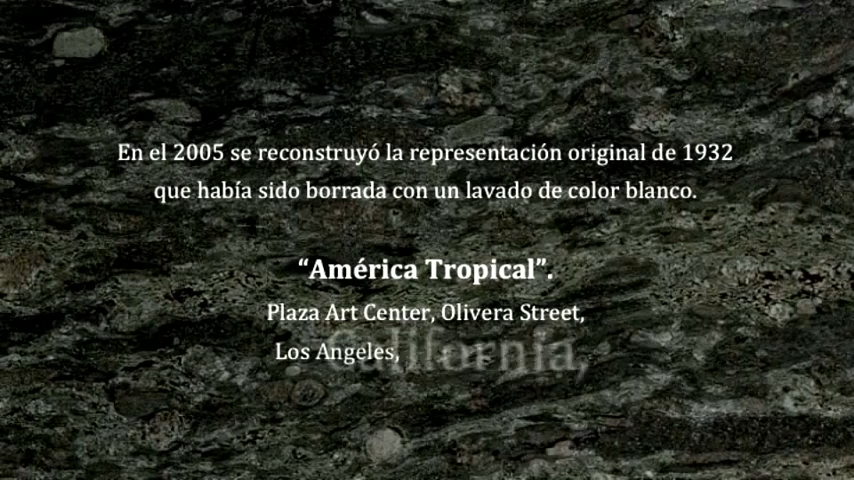 En el 2005 se reconstruyó la representación original de 1932
que había sido borrada con un lavado de color blanco.
“América Tropical”.
Plaza Art Center, Olivera Street,
Los Angeles, California,